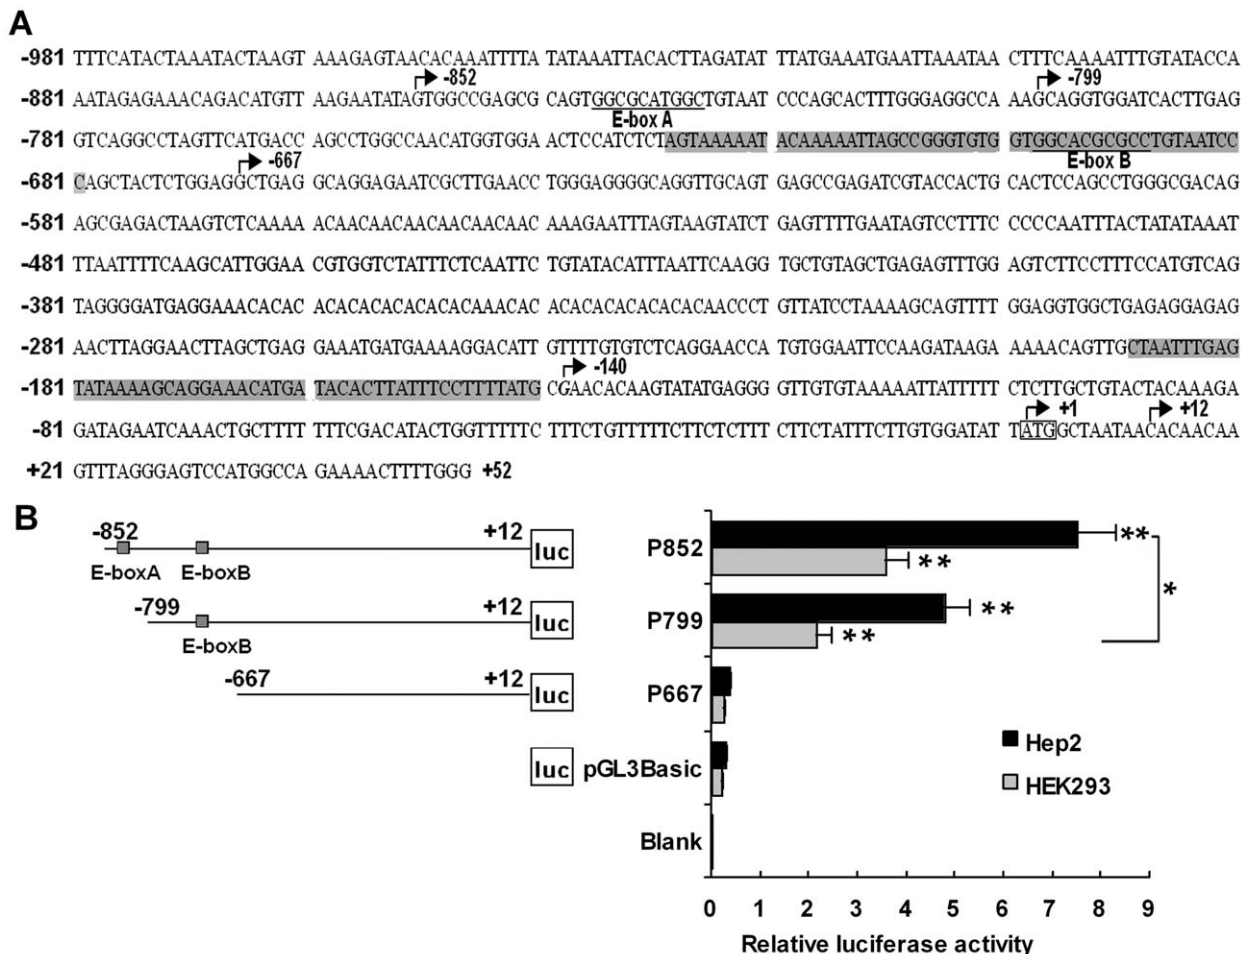 A
-981 TTTCATACTAAATACTAAGT AAAGAGTAACACAAATTTTA TATAAATTACACTTAGATAT TTATGAAATGAATTAAATAA CTTTCAAAATTTGTATACCA
-852 -799
-881 AATAGAGAAACAGACATGTT AAGAATATAGTGGCCGAGCG CAGTGGCGCATGGCTGTAAT CCCAGCACTTTGGGAGGCCA AAGCAGGTGGATCACTTGAG
E-box A
-781 GTCAGGCCTAGTTCATGACC AGCCTGGCCAACATGGTGGA ACTCCATCTCTAGTAAAAAT ACAAAAATTAGCCGGGTGTG GTGGCACGCGCCTGTAATCC
-667 E-box B
-681 CAGCTACTCTGGAGGCTGAG GCAGGAGAATCGCTTGAACC TGGGAGGGGCAGGTTGCAGT GAGCCGAGATCGTACCACTG CACTCCAGCCTGGGCGACAG
-581 AGCGAGACTAAGTCTCAAAA ACAACAACAACAACAACAAC AAAGAATTTAGTAAGTATCT GAGTTTTGAATAGTCCTTTC CCCCAATTTACTATATAAAT
-481 TTAATTTTCAAGCATTGGAA CGTGGTCTATTTCTCAATTC TGTATACATTTAATTCAAGG TGCTGTAGCTGAGAGTTTGG AGTCTTCCTTTCCATGTCAG
-381 TAGGGGATGAGGAAACACAC ACACACACACACACAAACAC ACACACACACACACAACCCT GTTATCCTAAAAGCAGTTTT GGAGGTGGCTGAGAGGAGAG
-281 AACTTAGGAACTTAGCTGAG GAAATGATGAAAAGGACATT GTTTTGTGTCTCAGGAACCA TGTGGAATTCCAAGATAAGA AAAACAGTTGCTAATTTGAG
-140
-181 TATAAAAGCAGGAAACATGA TACACTTATTTCCTTTTATG CGAACACAAGTATATGAGGG GTTGTGTAAAAATTATTTTT CTCTTGCTGTACTACAAAGA
+1 +12
-81 GATAGAATCAAACTGCTTTT TTTCGACATACTGGTTTTTC TTTCTGTTTTTCTTCTCTTT CTTCTATTTCTTGTGGATAT TATGGCTAATAACACAACAA
+21 GTTTAGGGAGTCCATGGCCA GAAAACTTTTGGG +52
B
-852 +12 luc
E-boxA E-boxB
-799 +12 luc
E-boxB
-667 +12 luc
luc
P852 **
**
*
P799 **
**
P667
pGL3Basic
Blank
Hep2
HEK293
0 1 2 3 4 5 6 7 8 9
Relative luciferase activity